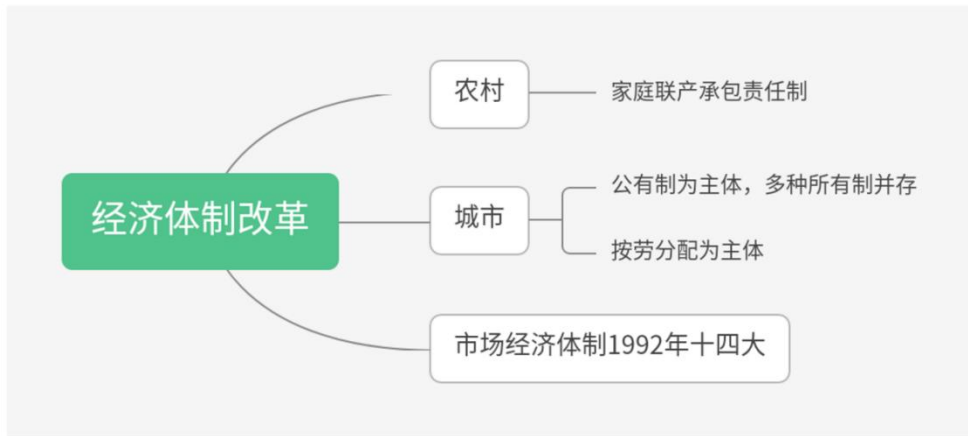 经济体制改革
农村
家庭联产承包责任制
城市
公有制为主体，多种所有制并存
按劳分配为主体
市场经济体制1992年十四大